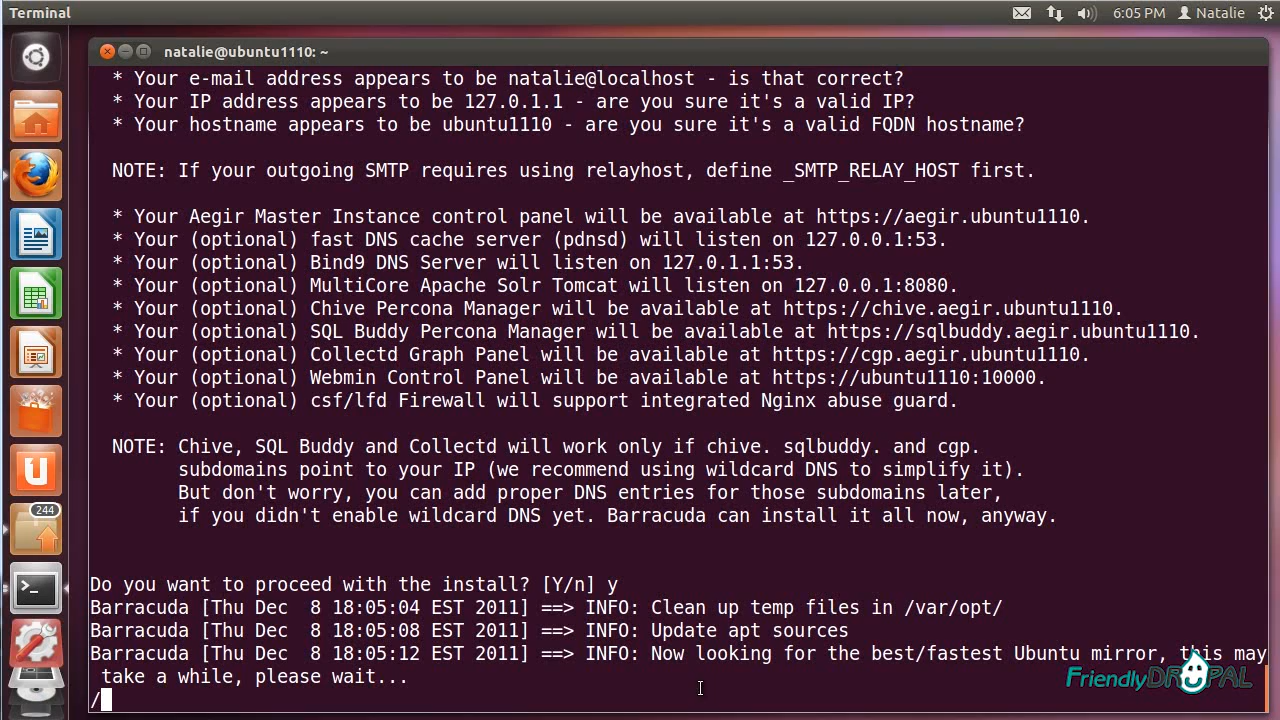 Terminal
6:05 PM Natalie
natalie@ubuntu1110: ~
* Your e-mail address appears to be natalie@localhost - is that correct?
* Your IP address appears to be 127.0.1.1 - are you sure it's a valid IP?
* Your hostname appears to be ubuntu1110 - are you sure it's a valid FQDN hostname?
NOTE: If your outgoing SMTP requires using relayhost, define _SMTP_RELAY_HOST first.
* Your Aegir Master Instance control panel will be available at https://aegir.ubuntu1110.
* Your (optional) fast DNS cache server (pdnsd) will listen on 127.0.0.1:53.
* Your (optional) Bind9 DNS Server will listen on 127.0.1.1:53.
* Your (optional) MultiCore Apache Solr Tomcat will listen on 127.0.0.1:8080.
* Your (optional) Chive Percona Manager will be available at https://chive.aegir.ubuntu1110.
* Your (optional) SQL Buddy Percona Manager will be available at https://sqlbuddy.aegir.ubuntu1110.
* Your (optional) Collectd Graph Panel will be available at https://cgp.aegir.ubuntu1110.
* Your (optional) Webmin Control Panel will be available at https://ubuntu1110:10000.
* Your (optional) csf/lfd Firewall will support integrated Nginx abuse guard.
NOTE: Chive, SQL Buddy and Collectd will work only if chive. sqlbuddy. and cgp.
subdomains point to your IP (we recommend using wildcard DNS to simplify it).
But don't worry, you can add proper DNS entries for those subdomains later,
if you didn't enable wildcard DNS yet. Barracuda can install it all now, anyway.
244
Do you want to proceed with the install? [Y/n] y
Barracuda [Thu Dec  8 18:05:04 EST 2011] ==> INFO: Clean up temp files in /var/opt/
Barracuda [Thu Dec  8 18:05:08 EST 2011] ==> INFO: Update apt sources
Barracuda [Thu Dec  8 18:05:12 EST 2011] ==> INFO: Now looking for the best/fastest Ubuntu mirror, this may
take a while, please wait...
/
FriendlyDRUPAL